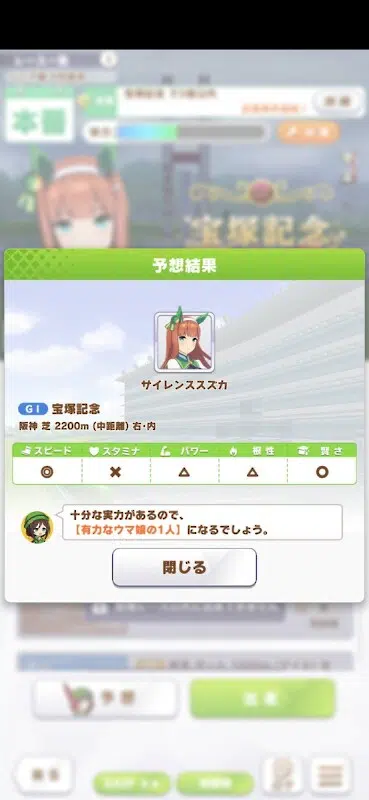 本番
宝塚記念
予想結果
サイレンススズカ
GI 宝塚記念
阪神 芝 2200m (中距離) 右・内
スピード スタミナ パワー 根性 賢さ
◎ × △ △ ○
十分な実力があるので、
【有力なウマ娘の1人】になるでしょう。
閉じる
予想